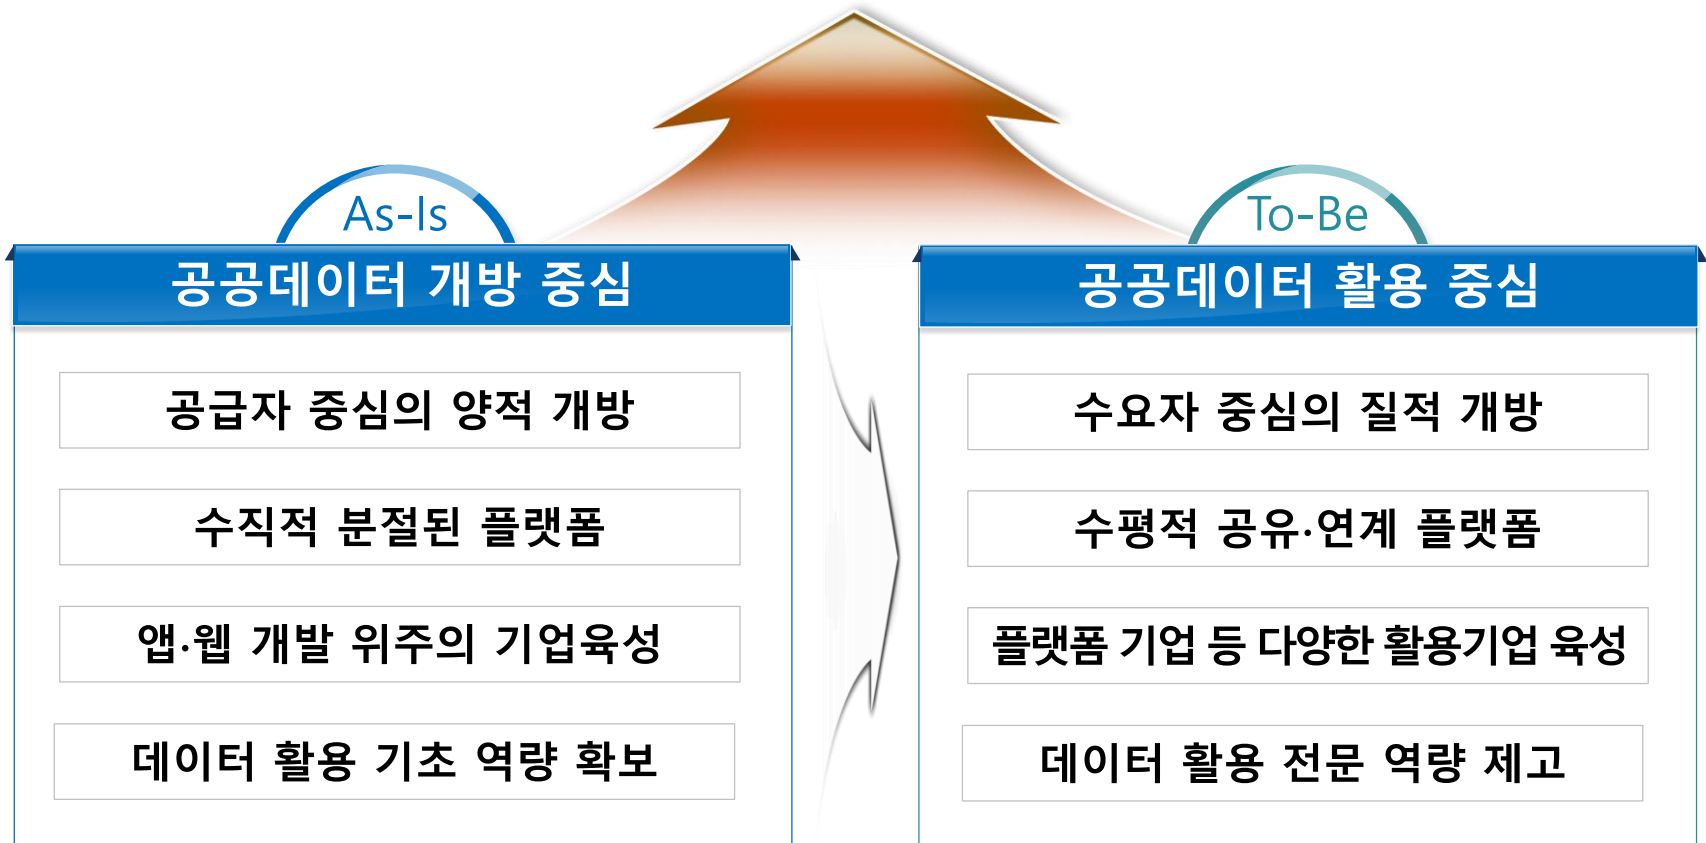 As-Is
공공데이터 개방 중심
공급자 중심의 양적 개방
수직적 분절된 플랫폼
앱·웹 개발 위주의 기업육성
데이터 활용 기초 역량 확보
To-Be
공공데이터 활용 중심
수요자 중심의 질적 개방
수평적 공유·연계 플랫폼
플랫폼 기업 등 다양한 활용기업 육성
데이터 활용 전문 역량 제고